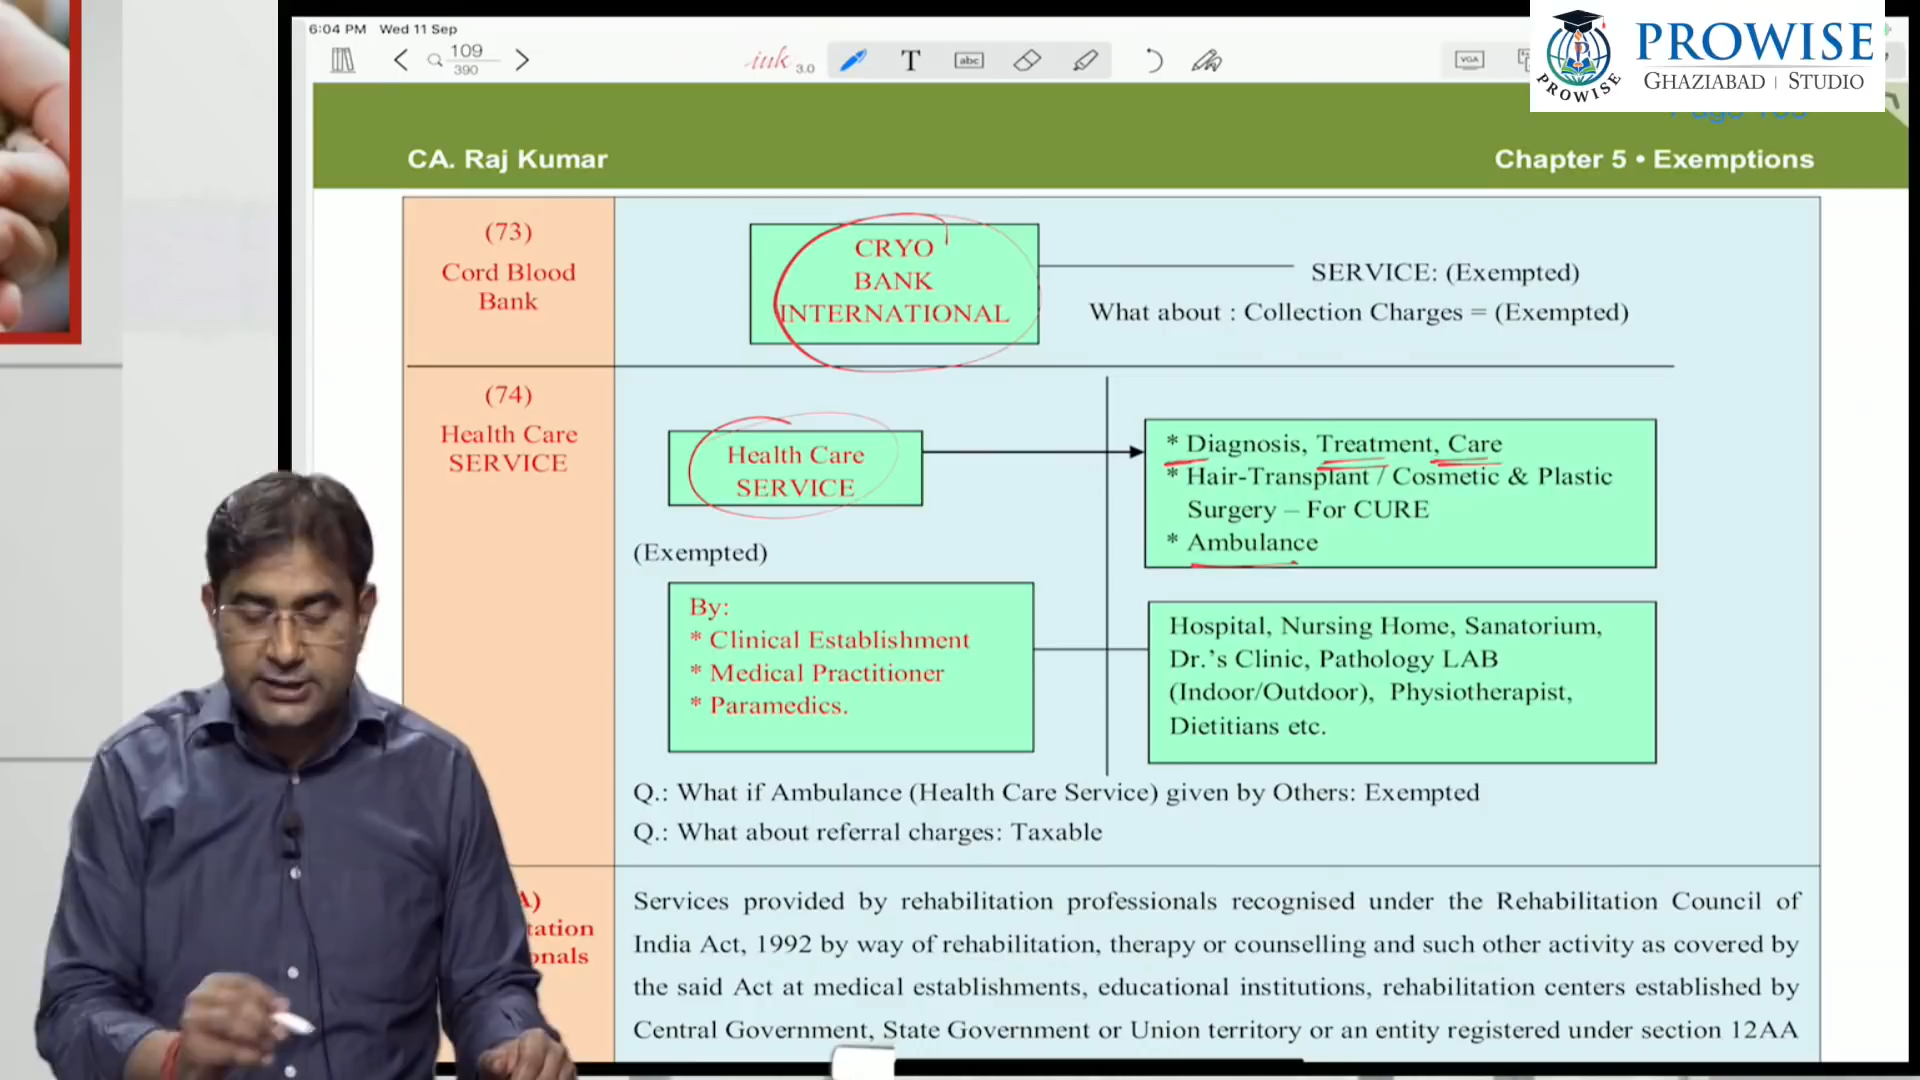 6:04 PM Wed 11 Sep
109
390
ink 3.0
T
abc
VGA
PROWISE
PROWISE
GHAZIABAD | STUDIO
CA. Raj Kumar
Chapter 5 • Exemptions
(73)
Cord Blood
Bank
CRYO
BANK
INTERNATIONAL
SERVICE: (Exempted)
What about : Collection Charges = (Exempted)
(74)
Health Care
SERVICE
Health Care
SERVICE
* Diagnosis, Treatment, Care
* Hair-Transplant / Cosmetic & Plastic
Surgery – For CURE
* Ambulance
(Exempted)
By:
* Clinical Establishment
* Medical Practitioner
* Paramedics.
Hospital, Nursing Home, Sanatorium,
Dr.’s Clinic, Pathology LAB
(Indoor/Outdoor), Physiotherapist,
Dietitians etc.
Q.: What if Ambulance (Health Care Service) given by Others: Exempted
Q.: What about referral charges: Taxable
A)
tation
onals
Services provided by rehabilitation professionals recognised under the Rehabilitation Council of
India Act, 1992 by way of rehabilitation, therapy or counselling and such other activity as covered by
the said Act at medical establishments, educational institutions, rehabilitation centers established by
Central Government, State Government or Union territory or an entity registered under section 12AA